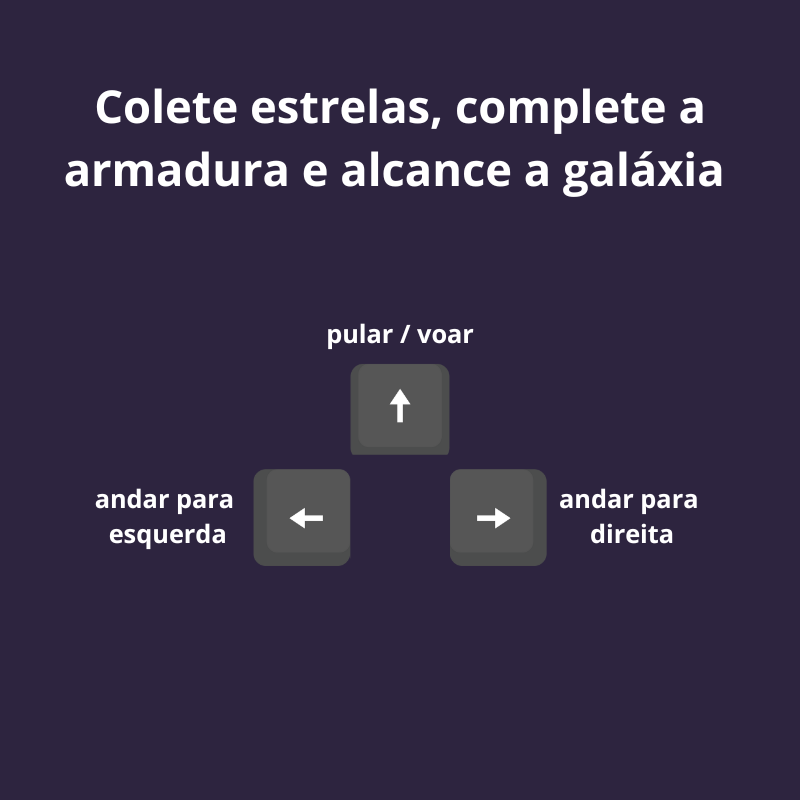 Colete estrelas, complete a
armadura e alcance a galáxia
pular / voar
andar para
esquerda
andar para
direita